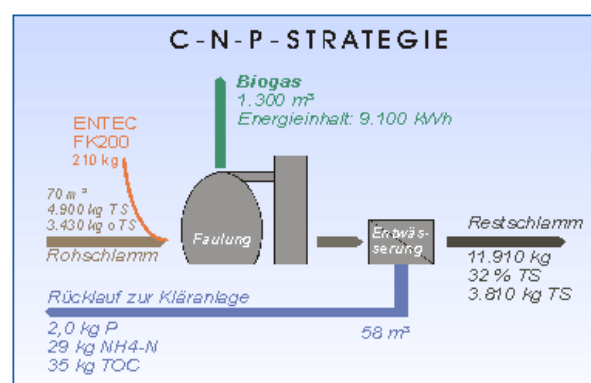 C-N-P-STRATEGIE
Biogas
1.300 m³
Energieinhalt: 9.100 kWh
ENTEC
FK200
210 kg
70 m³
4.900 kg TS
3.430 kg oTS
Rohschlamm
Faulung
Entwäs-
serung
Restschlamm
11.910 kg
32 % TS
3.810 kg TS
Rücklauf zur Kläranlage
2,0 kg P
29 kg NH4-N
35 kg TOC
58 m³